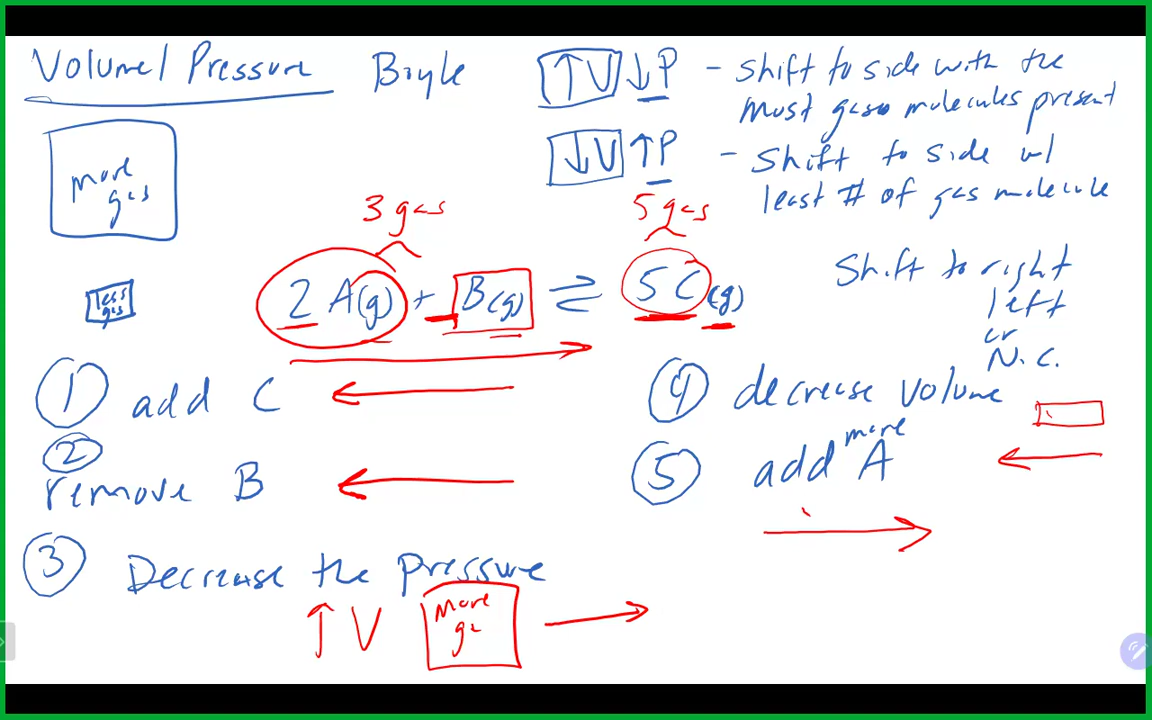 Volume / Pressure Boyle
↑V ↓P - Shift to side with the
most gas molecules present
↓V ↑P - Shift to side w/
least # of gas molecule
more
gas
3 gas
5 gas
less
gas
2 A(g) + B(g) ⇌ 5 C(g)
Shift to right
left
or
N.C.
① add C ←
② remove B ←
③ Decrease the pressure
↑ V
more
→
④ decrease volume
←
⑤ add more A
→